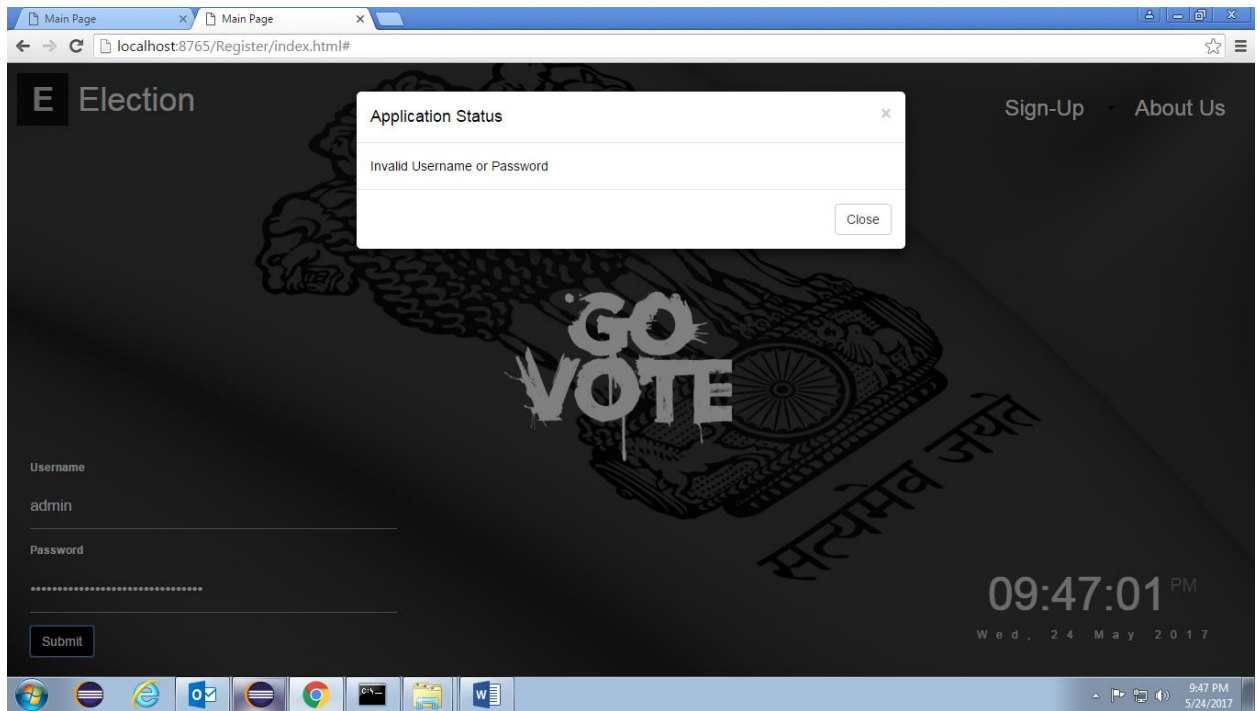 Main Page
Main Page
localhost:8765/Register/index.html#
E Election
Sign-Up · About Us
Application Status ×
Invalid Username or Password
Close
GO
VOTE
सत्यमेव जयते
Username
admin
Password
••••••••••••••••••••••••••••••••
Submit
09:47:01 PM
Wed, 24 May 2017
9:47 PM
5/24/2017